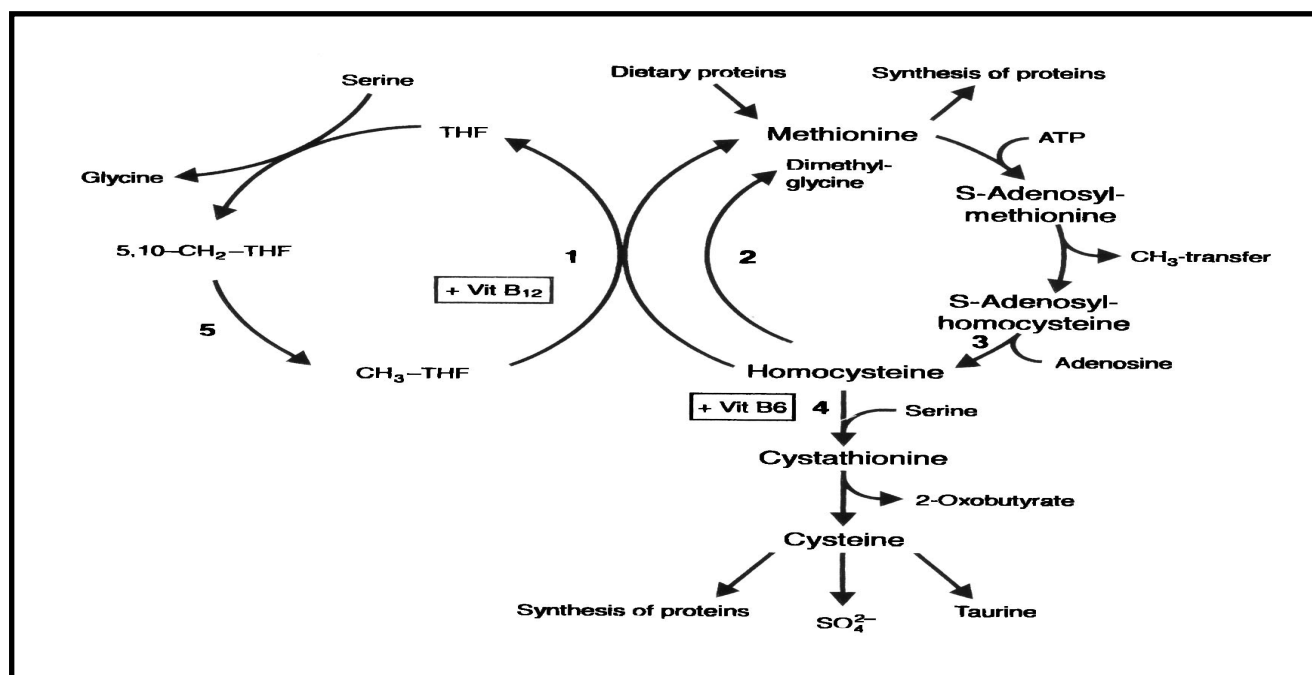 Dietary proteins
Synthesis of proteins
Serine
THF
Methionine
ATP
Dimethyl-
glycine
Glycine
S-Adenosyl-
methionine
5,10–CH₂–THF
1
2
CH₃-transfer
+ Vit B₁₂
S-Adenosyl-
homocysteine
5
3
CH₃–THF
Homocysteine
Adenosine
+ Vit B6
4
Serine
Cystathionine
2-Oxobutyrate
Cysteine
Synthesis of proteins
SO₄²⁻
Taurine